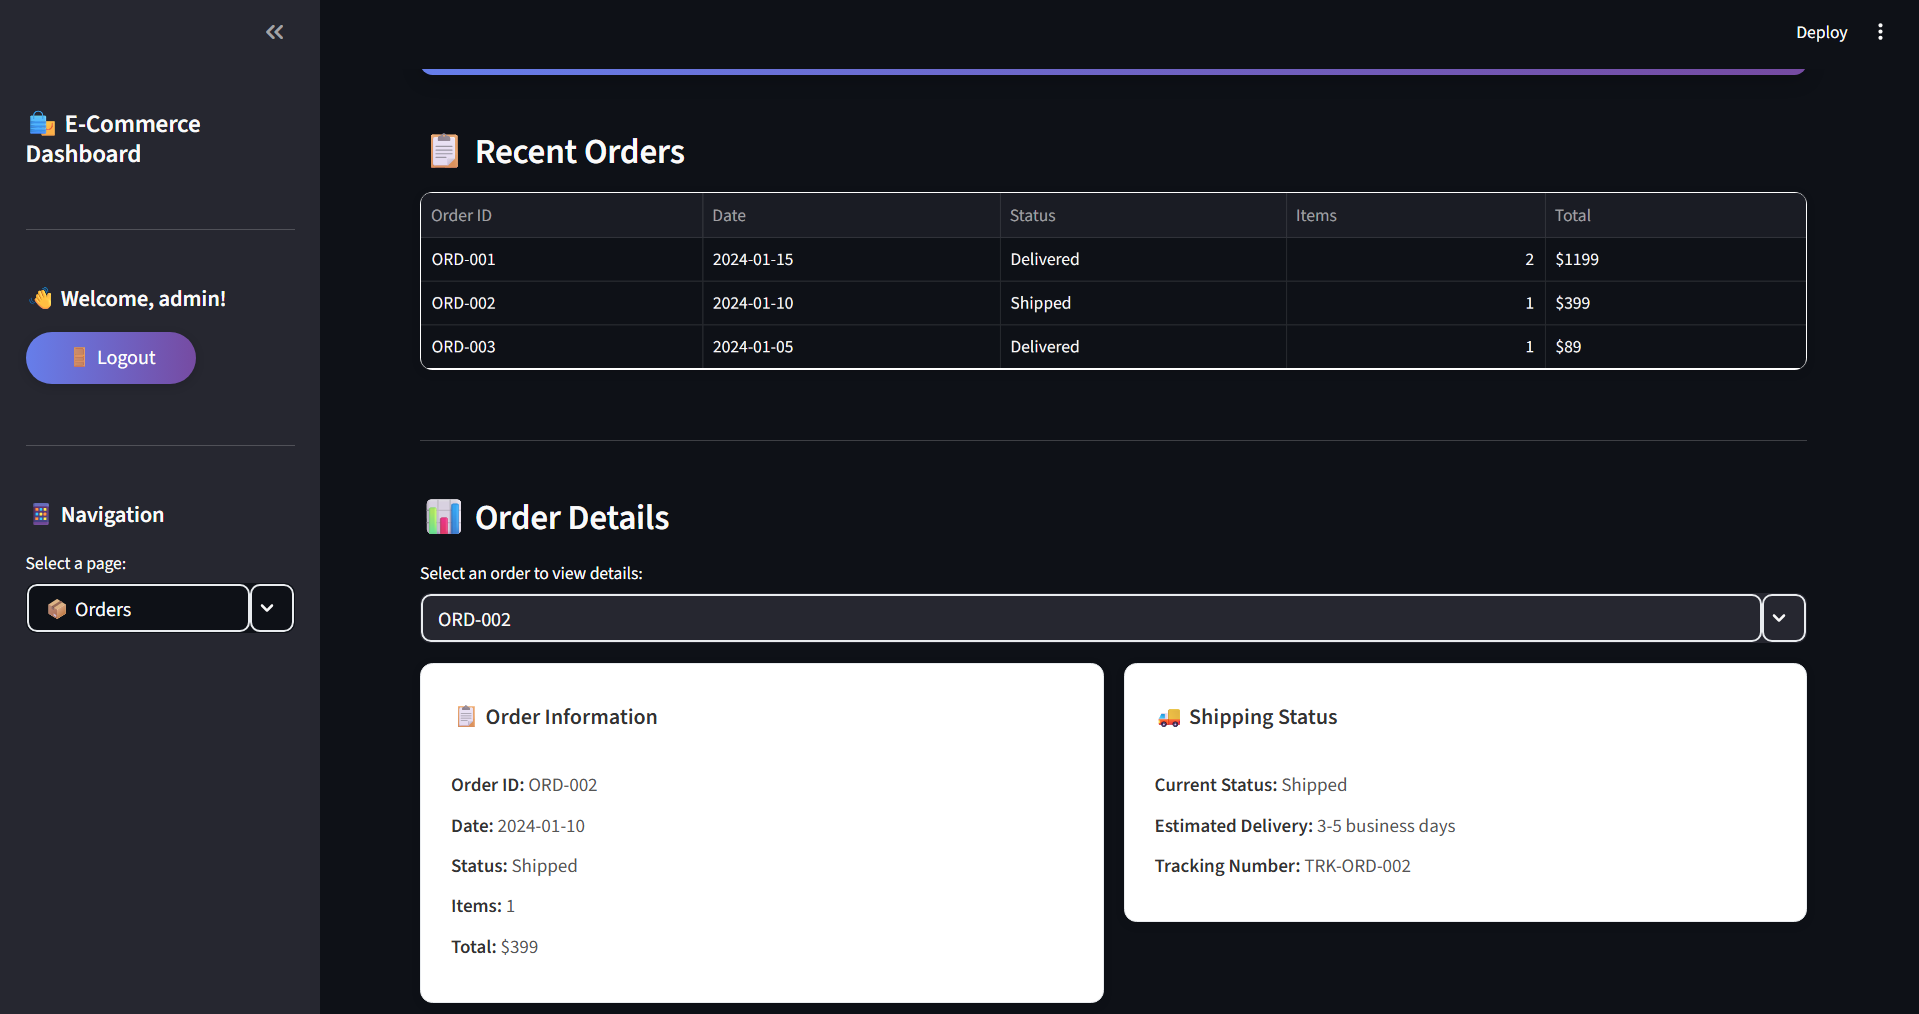 E-Commerce
Dashboard
Welcome, admin!
Logout
Navigation
Select a page:
Orders
Deploy
Recent Orders
Order ID Date Status Items Total
ORD-001 2024-01-15 Delivered 2 $1199
ORD-002 2024-01-10 Shipped 1 $399
ORD-003 2024-01-05 Delivered 1 $89
Order Details
Select an order to view details:
ORD-002
Order Information
Order ID: ORD-002
Date: 2024-01-10
Status: Shipped
Items: 1
Total: $399
Shipping Status
Current Status: Shipped
Estimated Delivery: 3-5 business days
Tracking Number: TRK-ORD-002